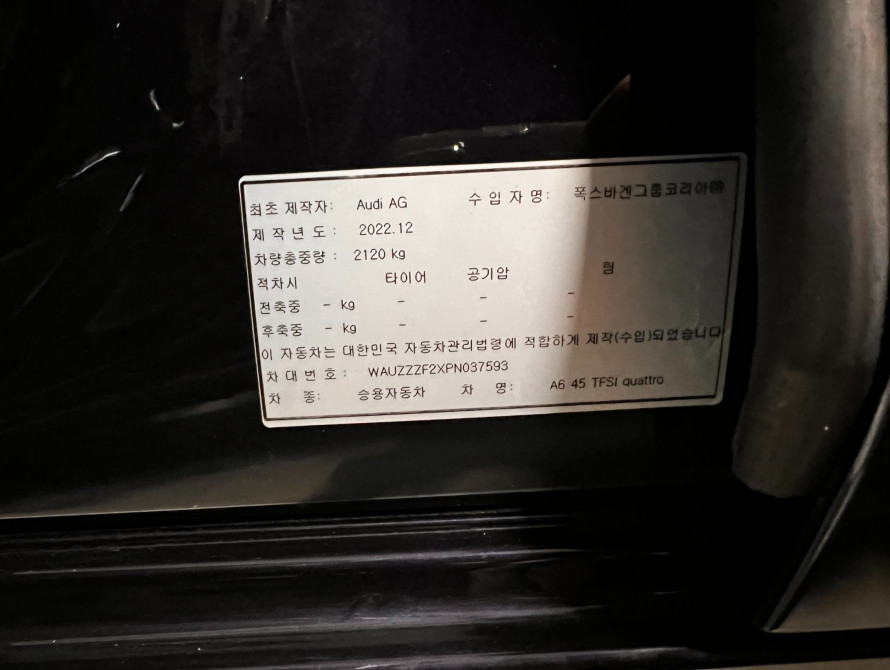 최초 제작자: Audi AG 수 입 자 명: 폭스바겐그룹코리아㈜
제 작 년 도 : 2022.12
차량총중량 : 2120 kg
적차시 타이어 공기압 림
전축중 - kg - - -
후축중 - kg - - -
이 자동차는 대한민국 자동차관리법령에 적합하게 제작(수입)되었습니다
차 대 번 호 : WAUZZZF2XPN037593
차 종: 승용자동차 차 명: A6 45 TFSI quattro